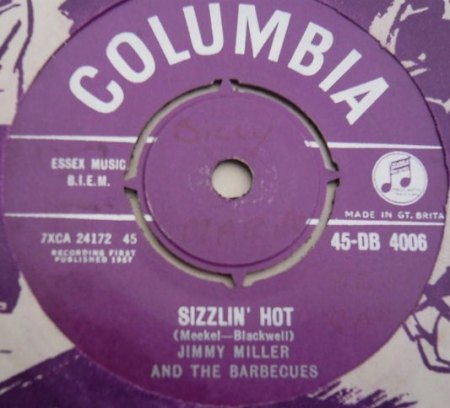 COLUMBIA
ESSEX MUSIC
B.I.E.M.
Billy
MADE IN GT. BRITA
7XCA 24172 45
45-DB 4006
RECORDING FIRST
PUBLISHED 1957
SIZZLIN' HOT
(Meekel—Blackwell)
JIMMY MILLER
AND THE BARBECUES